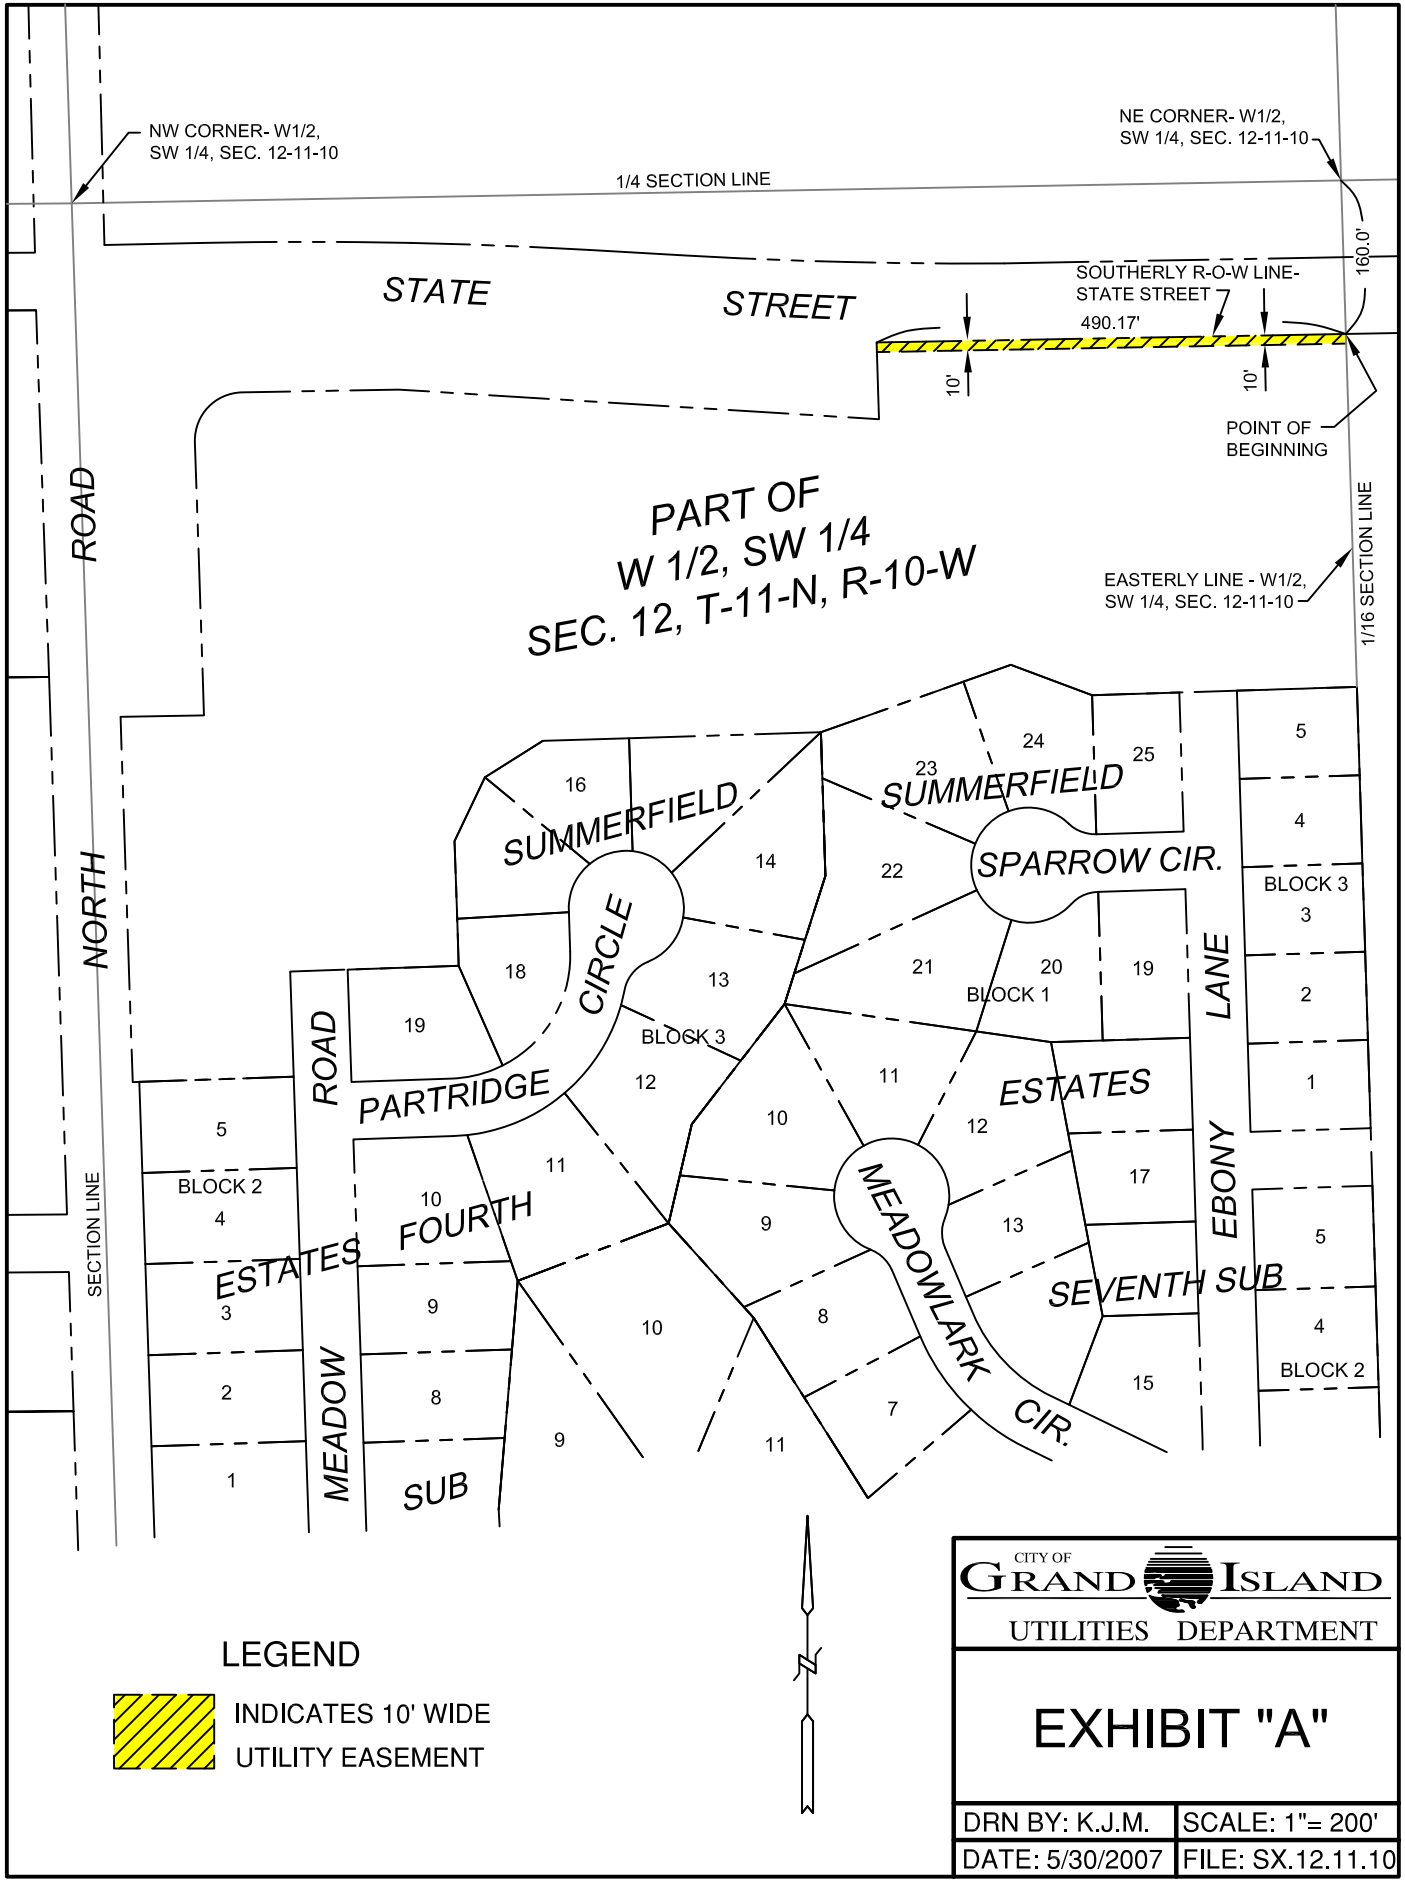 NW CORNER- W1/2,
SW 1/4, SEC. 12-11-10
NE CORNER- W1/2,
SW 1/4, SEC. 12-11-10
1/4 SECTION LINE
160.0'
STATE STREET
SOUTHERLY R-O-W LINE-
STATE STREET
490.17'
10'
10'
POINT OF
BEGINNING
NORTH ROAD
PART OF
W 1/2, SW 1/4
SEC. 12, T-11-N, R-10-W
EASTERLY LINE - W1/2,
SW 1/4, SEC. 12-11-10
1/16 SECTION LINE
SECTION LINE
16
SUMMERFIELD
14
18
13
19
CIRCLE
PARTRIDGE
BLOCK 3
12
11
10
9
8
MEADOW ROAD
5
BLOCK 2
4
3
2
1
ESTATES FOURTH
SUB
9
10
11
23
24
25
SUMMERFIELD
22
SPARROW CIR.
21
20
19
BLOCK 1
EBONY LANE
5
4
BLOCK 3
3
2
1
11
ESTATES
10
12
17
9
13
MEADOWLARK
CIR.
SEVENTH SUB
8
7
15
5
4
BLOCK 2
LEGEND
INDICATES 10' WIDE
UTILITY EASEMENT
CITY OF
GRAND ISLAND
UTILITIES DEPARTMENT
EXHIBIT "A"
DRN BY: K.J.M.
SCALE: 1"= 200'
DATE: 5/30/2007
FILE: SX.12.11.10